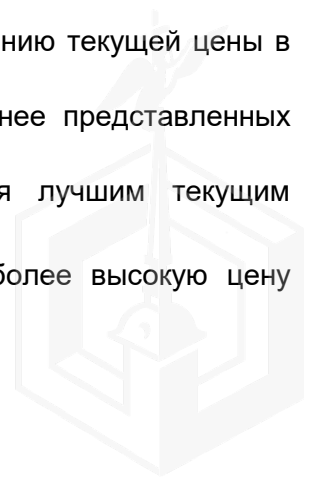 нию текущей цены в
нее представленных
я лучшим текущим
более высокую цену